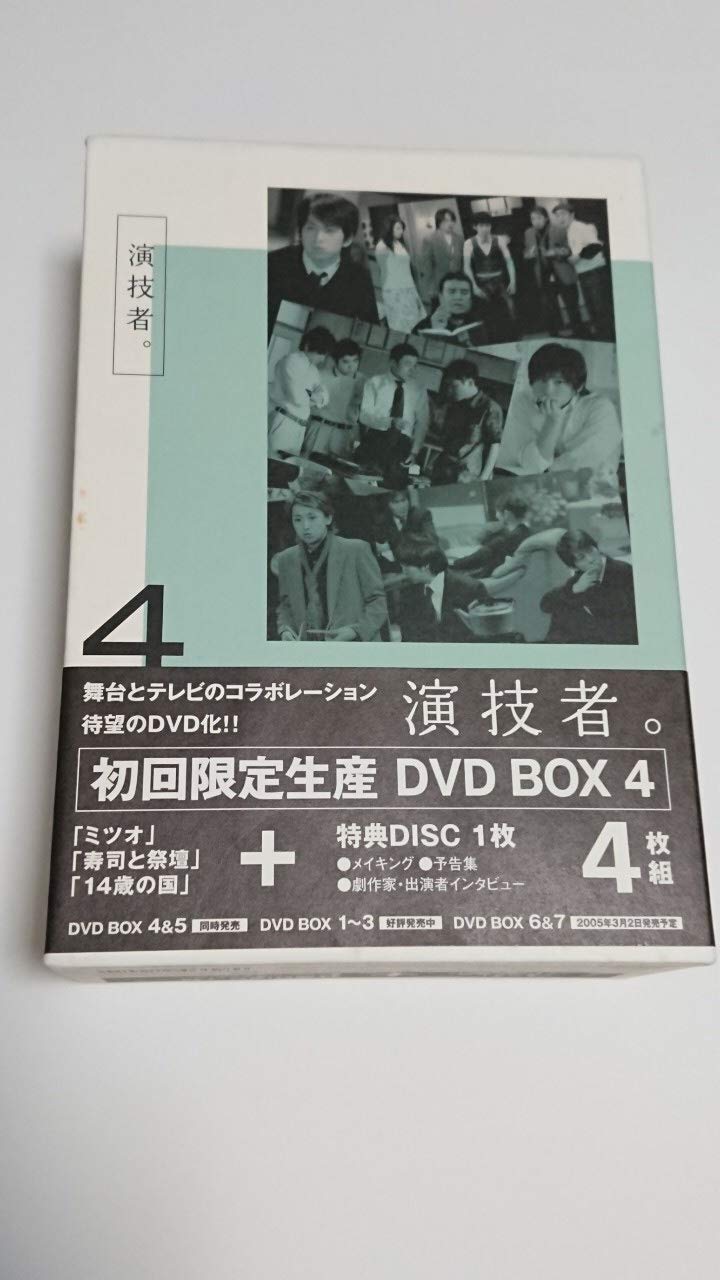 演技者。
4
舞台とテレビのコラボレーション
待望のDVD化!!
演技者。
初回限定生産 DVD BOX 4
「ミツオ」
「寿司と祭壇」
「14歳の国」
+
特典DISC 1枚
●メイキング ●予告集
●劇作家・出演者インタビュー
4枚組
DVD BOX 4&5 同時発売 DVD BOX 1〜3 好評発売中 DVD BOX 6&7 2005年3月2日発売予定